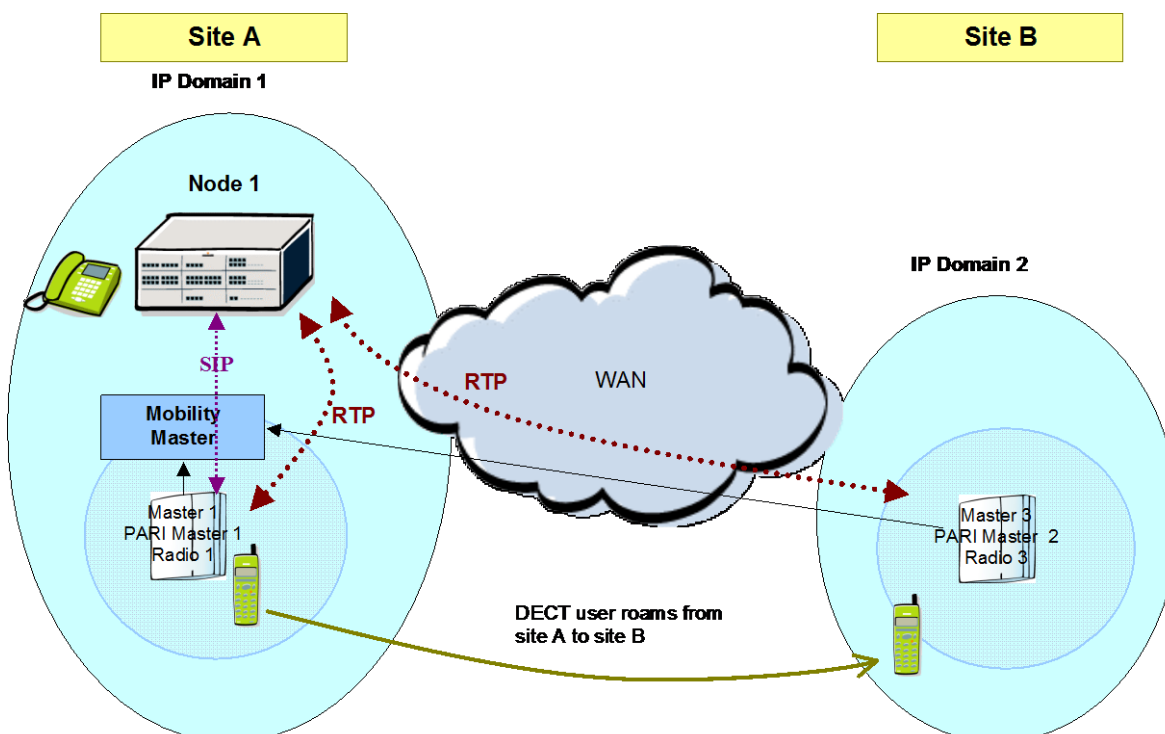 Site A
Site B
IP Domain 1
Node 1
IP Domain 2
SIP
RTP
RTP
WAN
Mobility
Master
Master 1
PARI Master 1
Radio 1
Master 3
PARI Master 2
Radio 3
DECT user roams from
site A to site B